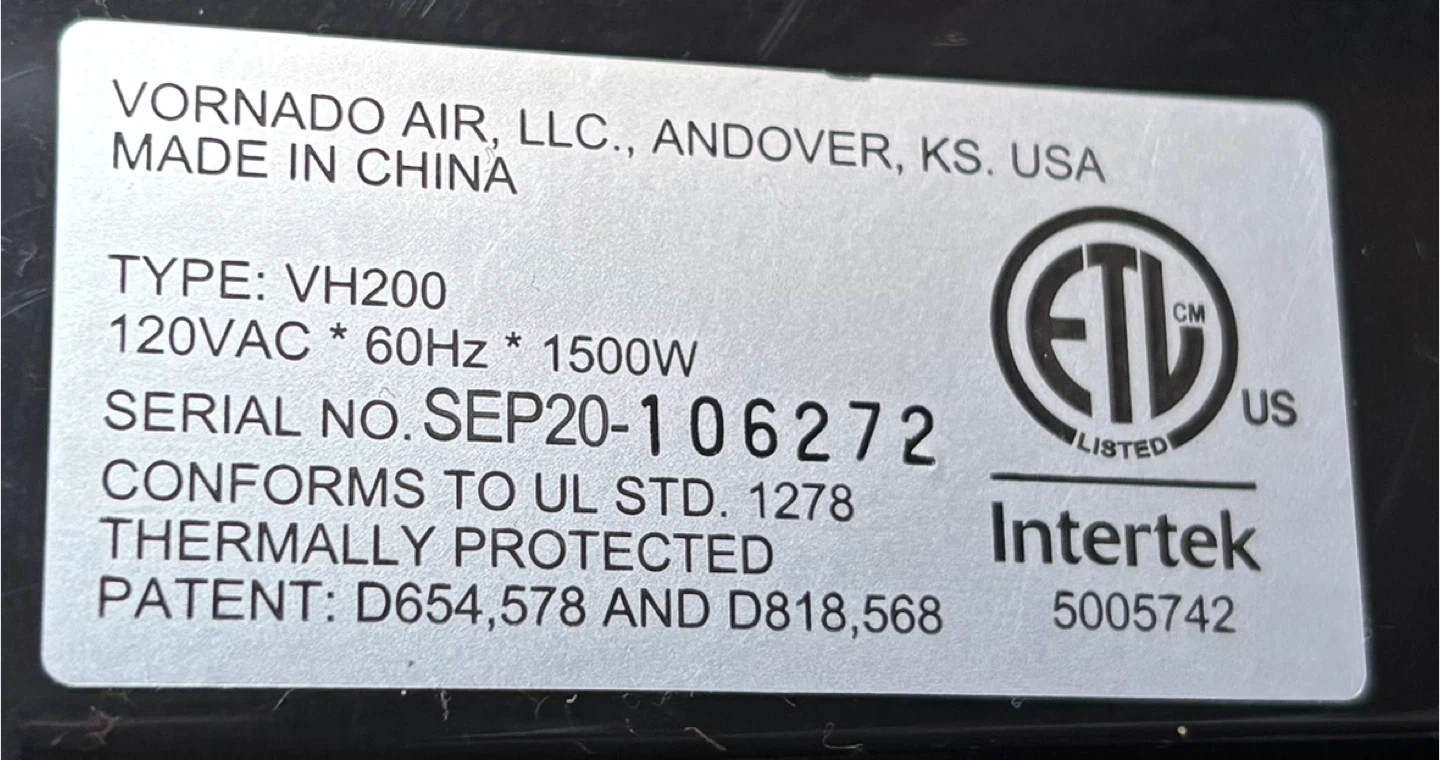 VORNADO AIR, LLC., ANDOVER, KS. USA
MADE IN CHINA
TYPE: VH200
120VAC * 60Hz * 1500W
SERIAL NO. SEP20-106272
CONFORMS TO UL STD. 1278
THERMALLY PROTECTED
PATENT: D654,578 AND D818,568
ETL CM
LISTED
US
Intertek
5005742